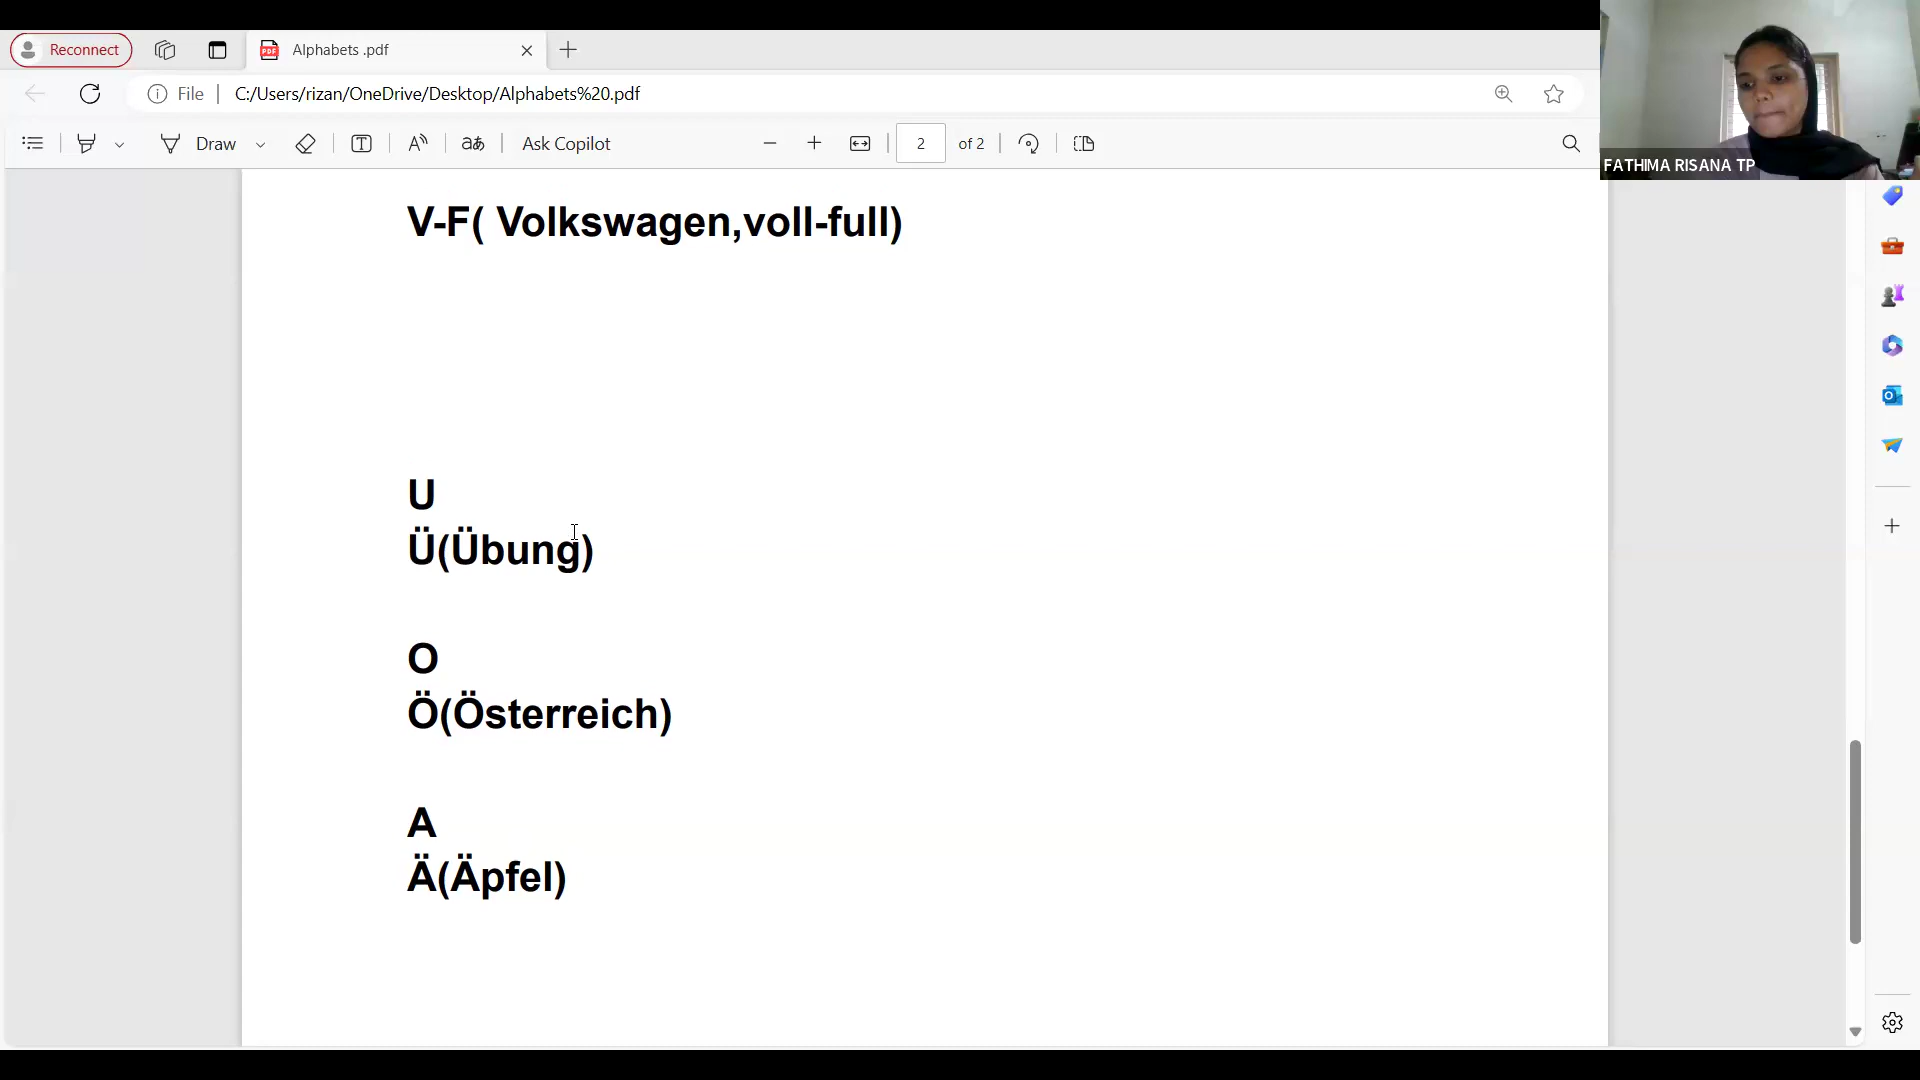 Reconnect
Alphabets .pdf
File
C:/Users/rizan/OneDrive/Desktop/Alphabets%20.pdf
Draw
Ask Copilot
2
of 2
FATHIMA RISANA TP
V-F( Volkswagen,voll-full)
U
Ü(Übung)
O
Ö(Österreich)
A
Ä(Äpfel)